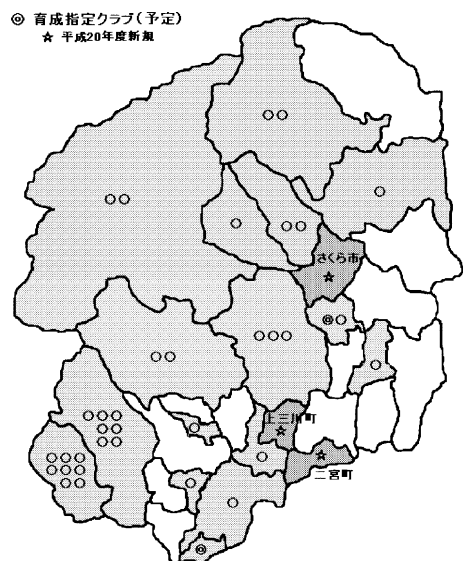 ◎ 育成指定クラブ(予定)
☆ 平成20年度新規
さくら市
上三川町
二宮町